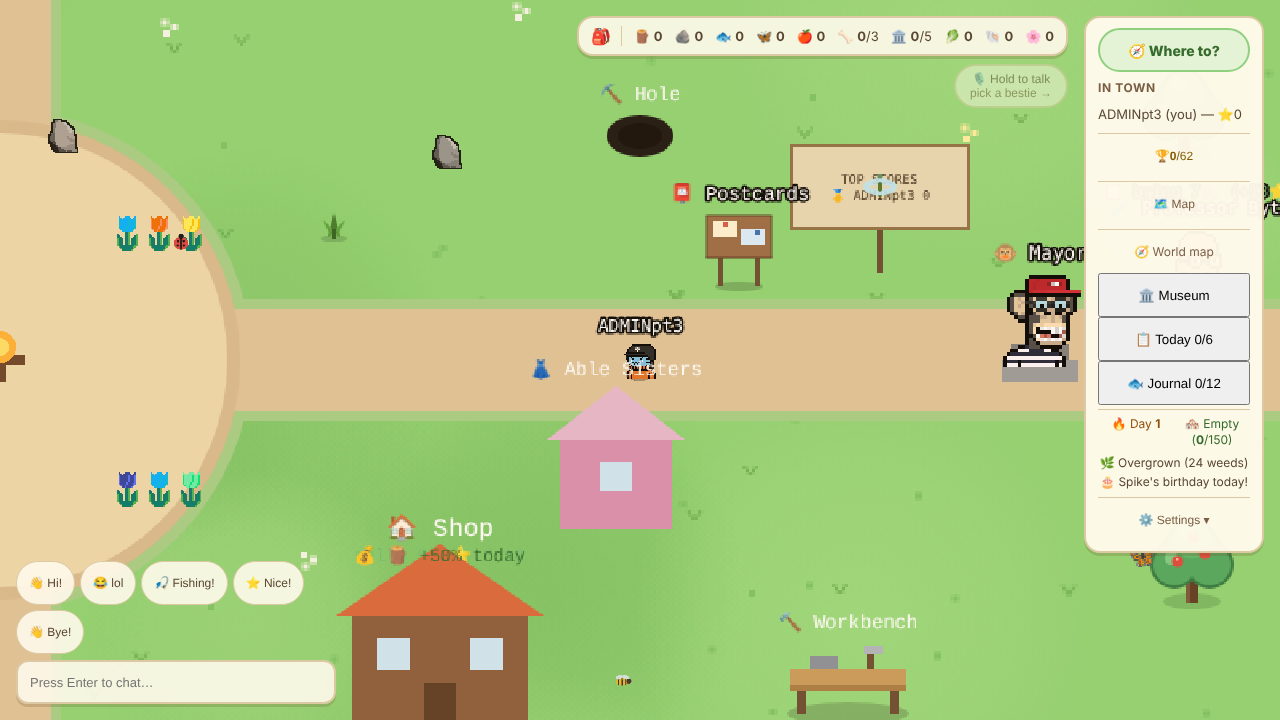 0 0 0 0 0 0/3 0/5 0 0 0
Where to?
Hold to talk
pick a bestie →
IN TOWN
ADMINpt3 (you) — ⭐0
🏆0/62
Map
World map
Museum
Today 0/6
Journal 0/12
Day 1
Empty
(0/150)
Overgrown (24 weeds)
Spike's birthday today!
Settings ▾
Hole
TOP SCORES
ADMINpt3 0
Postcards
Mayor
ADMINpt3
Able Sisters
Shop
+50% today
Workbench
Hi!
lol
Fishing!
Nice!
Bye!
Press Enter to chat…